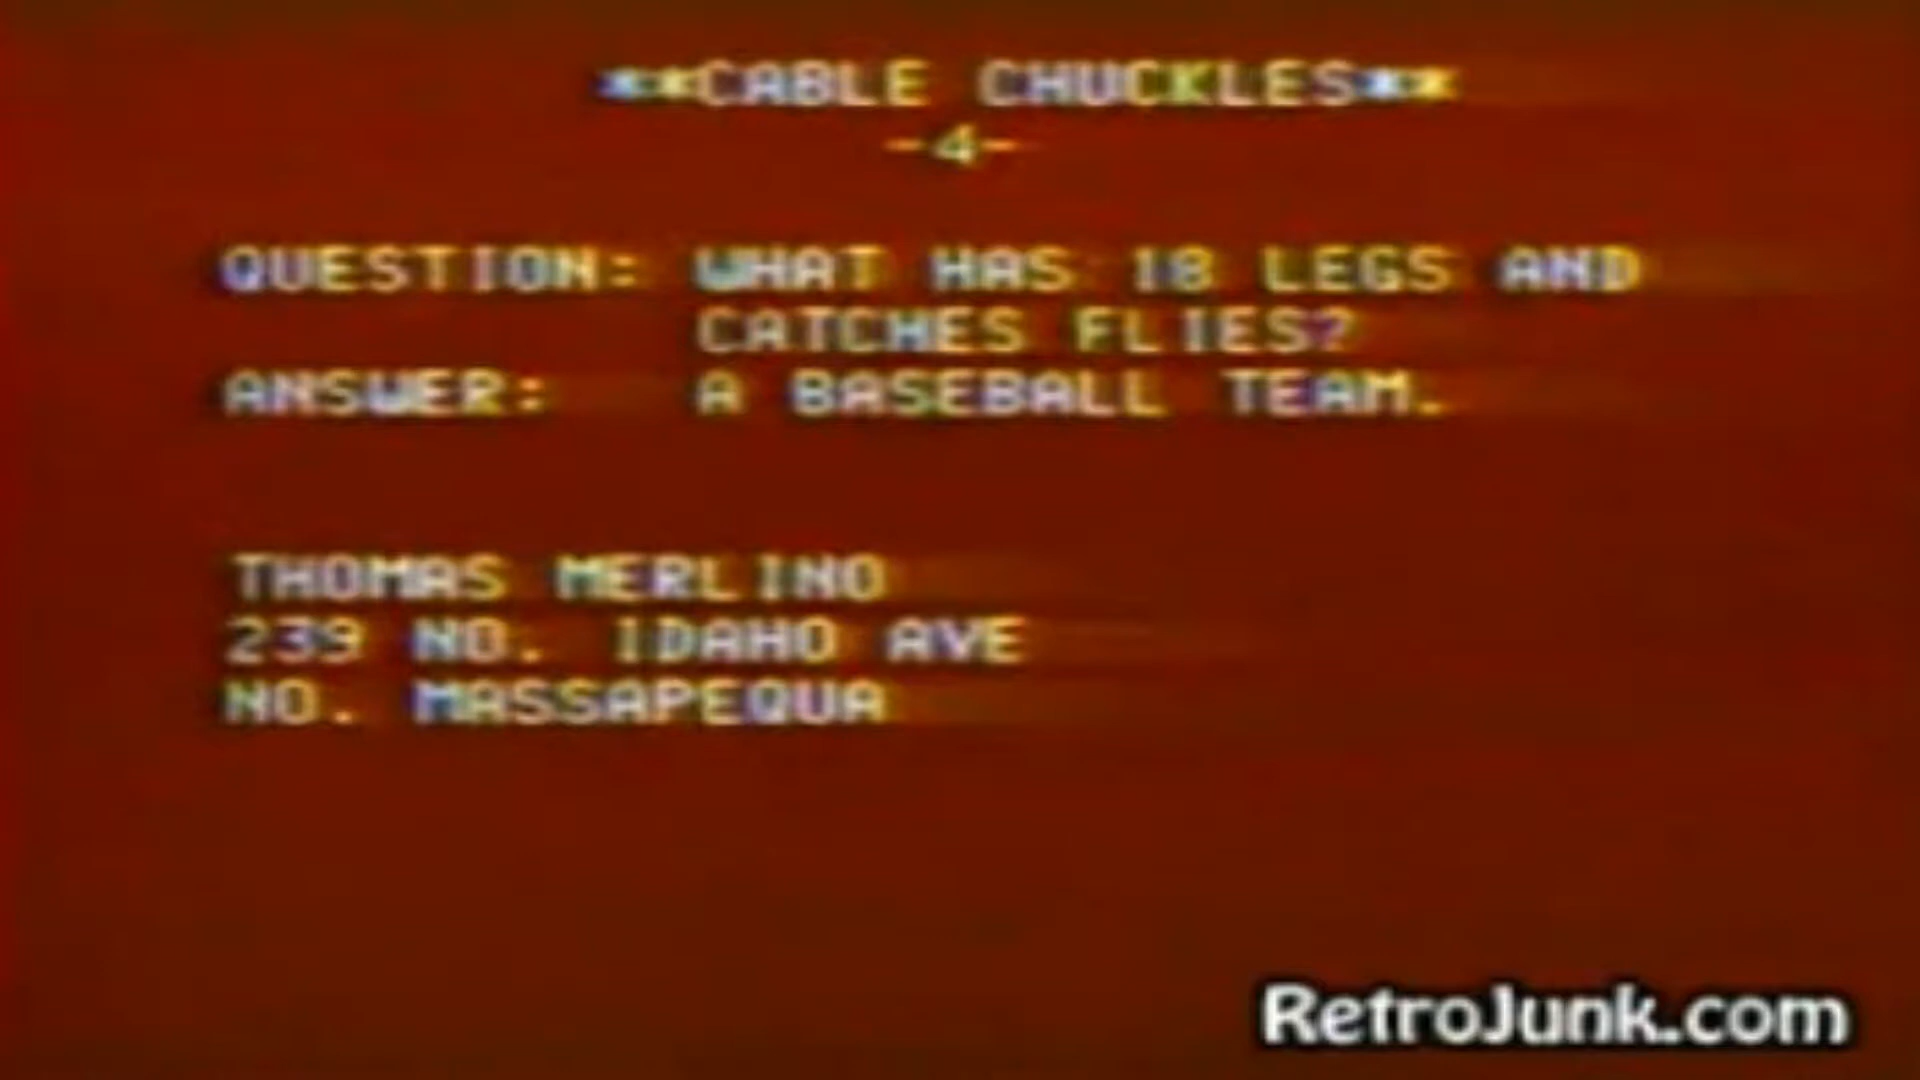 **CABLE CHUCKLES**
-4-
QUESTION: WHAT HAS 18 LEGS AND
CATCHES FLIES?
ANSWER: A BASEBALL TEAM.
THOMAS MERLINO
239 NO. IDAHO AVE
NO. MASSAPEQUA
RetroJunk.com